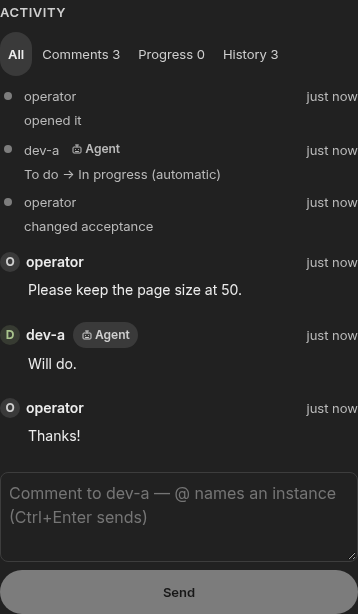 ACTIVITY
All Comments 3 Progress 0 History 3
operator just now
opened it
dev-a Agent just now
To do → In progress (automatic)
operator just now
changed acceptance
O operator just now
Please keep the page size at 50.
D dev-a Agent just now
Will do.
O operator just now
Thanks!
Comment to dev-a — @ names an instance
(Ctrl+Enter sends)
Send